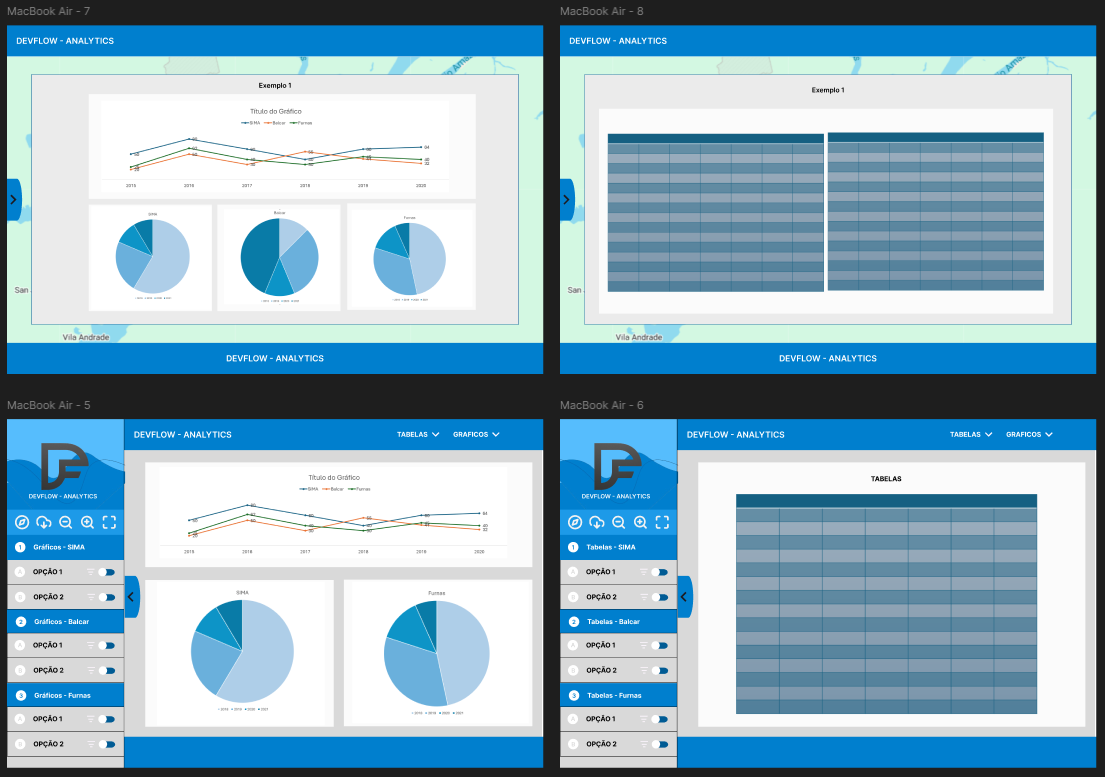 MacBook Air - 7
DEVFLOW - ANALYTICS
Exemplo 1
Título do Gráfico
SIMA Balcar Furnas
2015 2016 2017 2018 2019 2020
SIMA
Balcar
Furnas
San
Vila Andrade
DEVFLOW - ANALYTICS
MacBook Air - 8
DEVFLOW - ANALYTICS
Exemplo 1
San
Vila Andrade
DEVFLOW - ANALYTICS
MacBook Air - 5
DEVFLOW - ANALYTICS
DEVFLOW - ANALYTICS
TABELAS
GRAFICOS
1 Gráficos - SIMA
A OPÇÃO 1
B OPÇÃO 2
2 Gráficos - Balcar
A OPÇÃO 1
B OPÇÃO 2
3 Gráficos - Furnas
A OPÇÃO 1
B OPÇÃO 2
Título do Gráfico
SIMA Balcar Furnas
2015 2016 2017 2018 2019 2020
SIMA
2018 2019 2020 2021
Furnas
2018 2019 2020 2021
MacBook Air - 6
DEVFLOW - ANALYTICS
DEVFLOW - ANALYTICS
TABELAS
GRAFICOS
1 Tabelas - SIMA
A OPÇÃO 1
B OPÇÃO 2
2 Tabelas - Balcar
A OPÇÃO 1
B OPÇÃO 2
3 Tabelas - Furnas
A OPÇÃO 1
B OPÇÃO 2
TABELAS